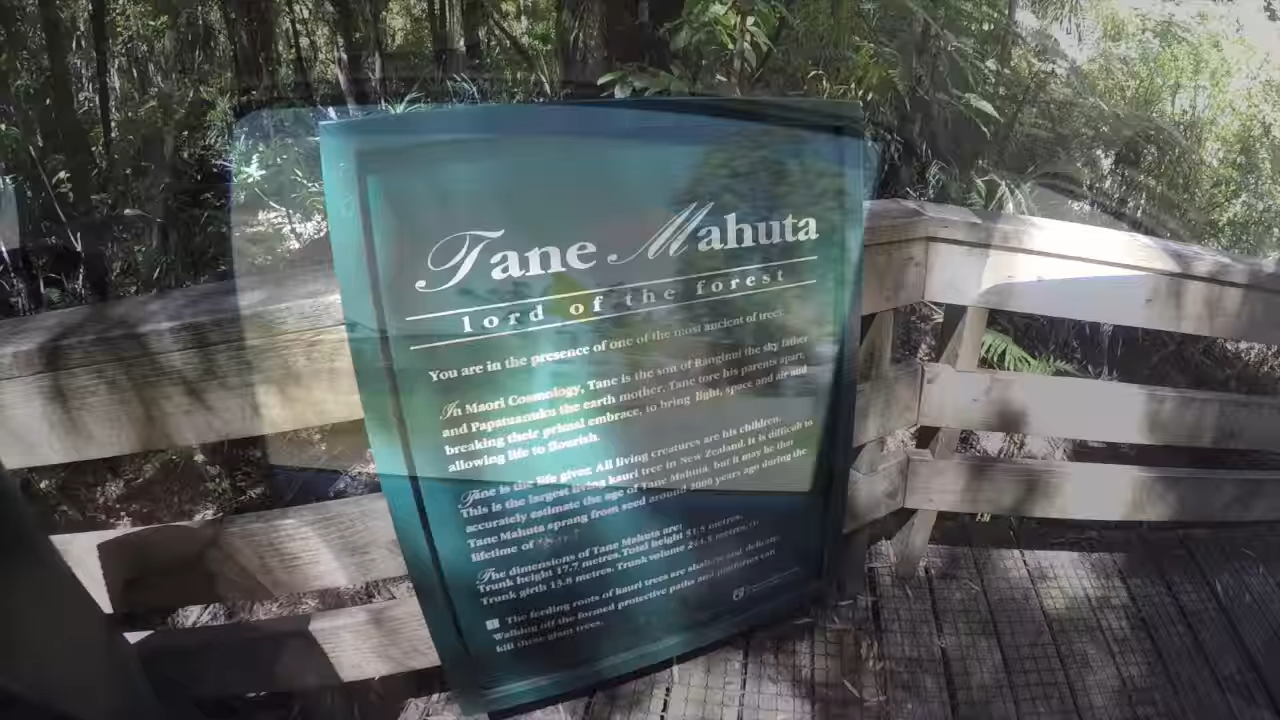 Tane Mahuta
lord of the forest
You are in the presence of one of the most ancient of trees.
In Maori Cosmology, Tane is the son of Ranginui the sky father
and Papatuanuku the earth mother. Tane tore his parents apart,
breaking their primal embrace, to bring light, space and air and
allowing life to flourish.
Tane is the life giver. All living creatures are his children.
This is the largest living kauri tree in New Zealand. It is difficult to
accurately estimate the age of Tane Mahuta, but it may be that
Tane Mahuta sprang from seed around 2000 years ago during the
lifetime of
The dimensions of Tane Mahuta are:
Trunk height 17.7 metres. Total height 51.5 metres.
Trunk girth 13.8 metres. Trunk volume 244.5 metres.
The feeding roots of kauri trees are shallow and delicate.
Walking off the formed protective paths and platforms can
kill these giant trees.